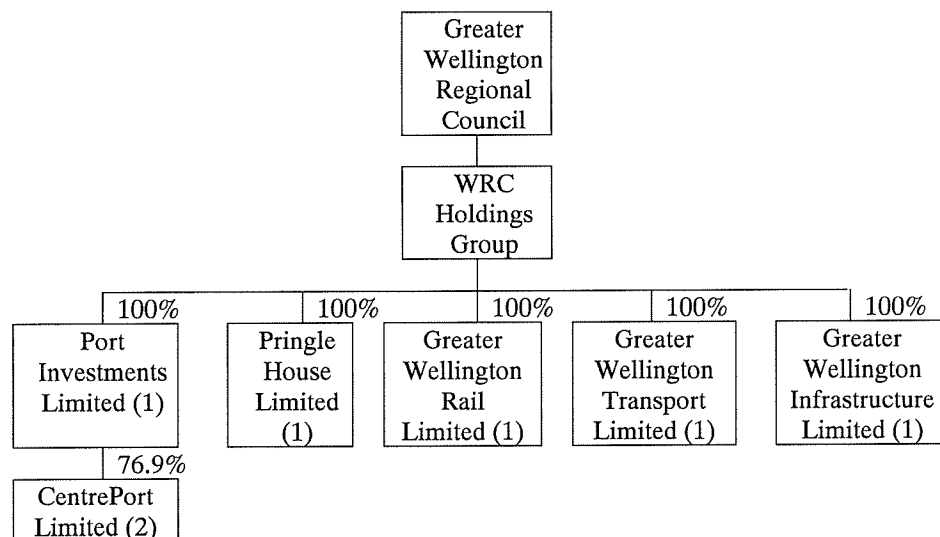 Greater
Wellington
Regional
Council
WRC
Holdings
Group
100%
100%
100%
100%
100%
Port
Investments
Limited (1)
Pringle
House
Limited
(1)
Greater
Wellington
Rail
Limited (1)
Greater
Wellington
Transport
Limited (1)
Greater
Wellington
Infrastructure
Limited (1)
76.9%
CentrePort
Limited (2)